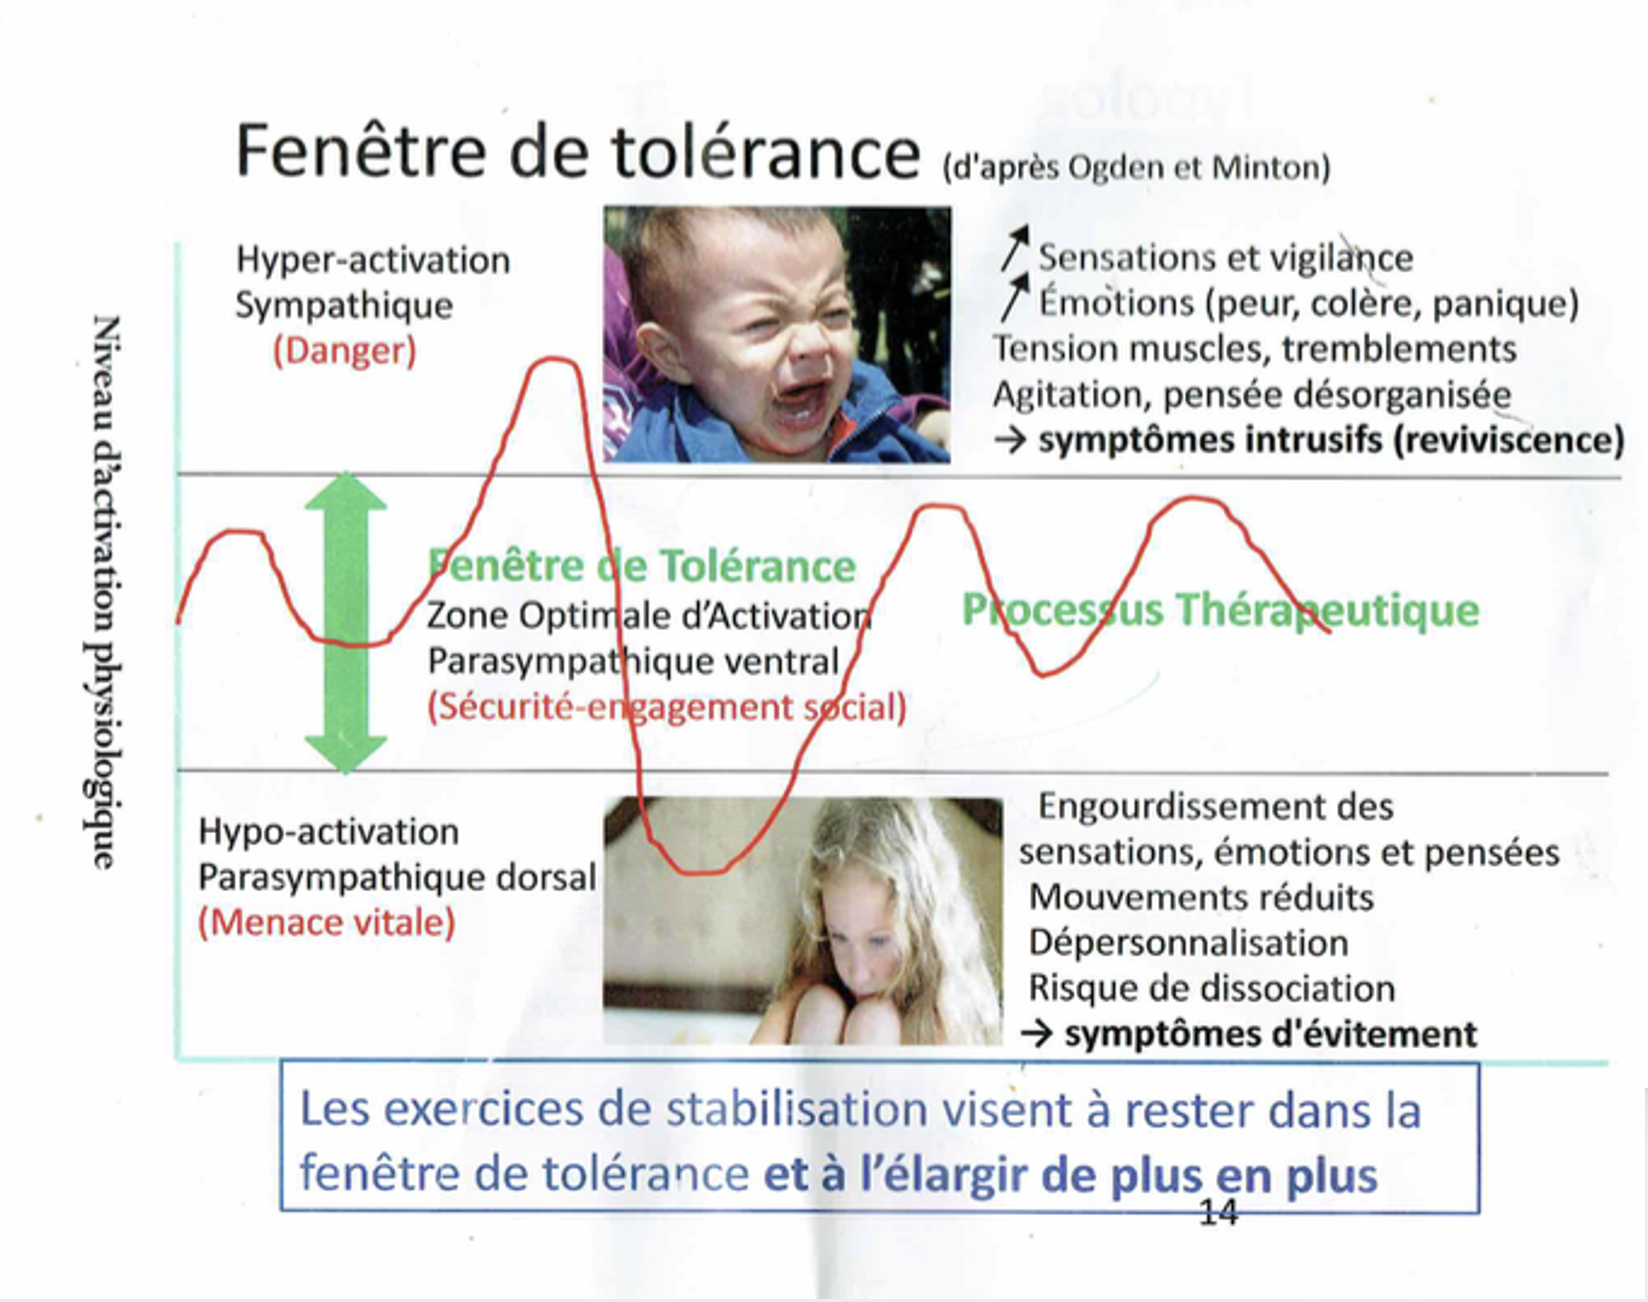 Fenêtre de tolérance (d'après Ogden et Minton)
Hyper-activation
Sympathique
(Danger)
↗ Sensations et vigilance
↗ Émotions (peur, colère, panique)
Tension muscles, tremblements
Agitation, pensée désorganisée
→ symptômes intrusifs (reviviscence)
Niveau d'activation physiologique
Fenêtre de Tolérance
Zone Optimale d'Activation
Parasympathique ventral
(Sécurité-engagement social)
Processus Thérapeutique
Hypo-activation
Parasympathique dorsal
(Menace vitale)
Engourdissement des
sensations, émotions et pensées
Mouvements réduits
Dépersonnalisation
Risque de dissociation
→ symptômes d'évitement
Les exercices de stabilisation visent à rester dans la
fenêtre de tolérance et à l'élargir de plus en plus
14